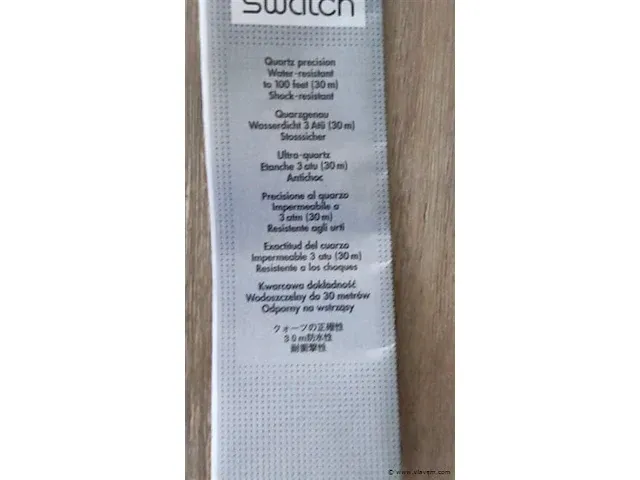 swatch
Quartz precision
Water-resistant
to 100 feet (30 m)
Shock-resistant
Quarzgenau
Wasserdicht 3 Atü (30 m)
Stosssicher
Ultra-quartz
Etanche 3 atu (30 m)
Antichoc
Precisione al quarzo
Impermeabile a
3 atm (30 m)
Resistente agli urti
Exactitud del cuarzo
Impermeable 3 atu (30 m)
Resistente a los choques
Kwarcowa dokładność
Wodoszczelny do 30 metrów
Odporny na wstrząsy
クォーツの正確性
30m防水性
耐衝撃性